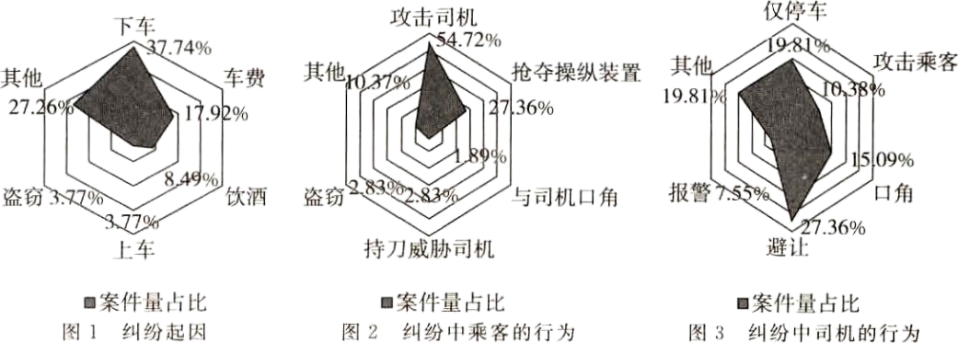 下车
37.74%
车费
17.92%
8.49%
饮酒
3.77%
上车
盗窃 3.77%
其他
27.26%
■案件量占比
图 1 纠纷起因
攻击司机
54.72%
抢夺操纵装置
27.36%
1.89%
与司机口角
2.83%
持刀威胁司机
盗窃 2.83%
其他
10.37%
■案件量占比
图 2 纠纷中乘客的行为
仅停车
19.81%
攻击乘客
10.38%
15.09%
口角
27.36%
避让
报警 7.55%
其他
19.81%
■案件量占比
图 3 纠纷中司机的行为